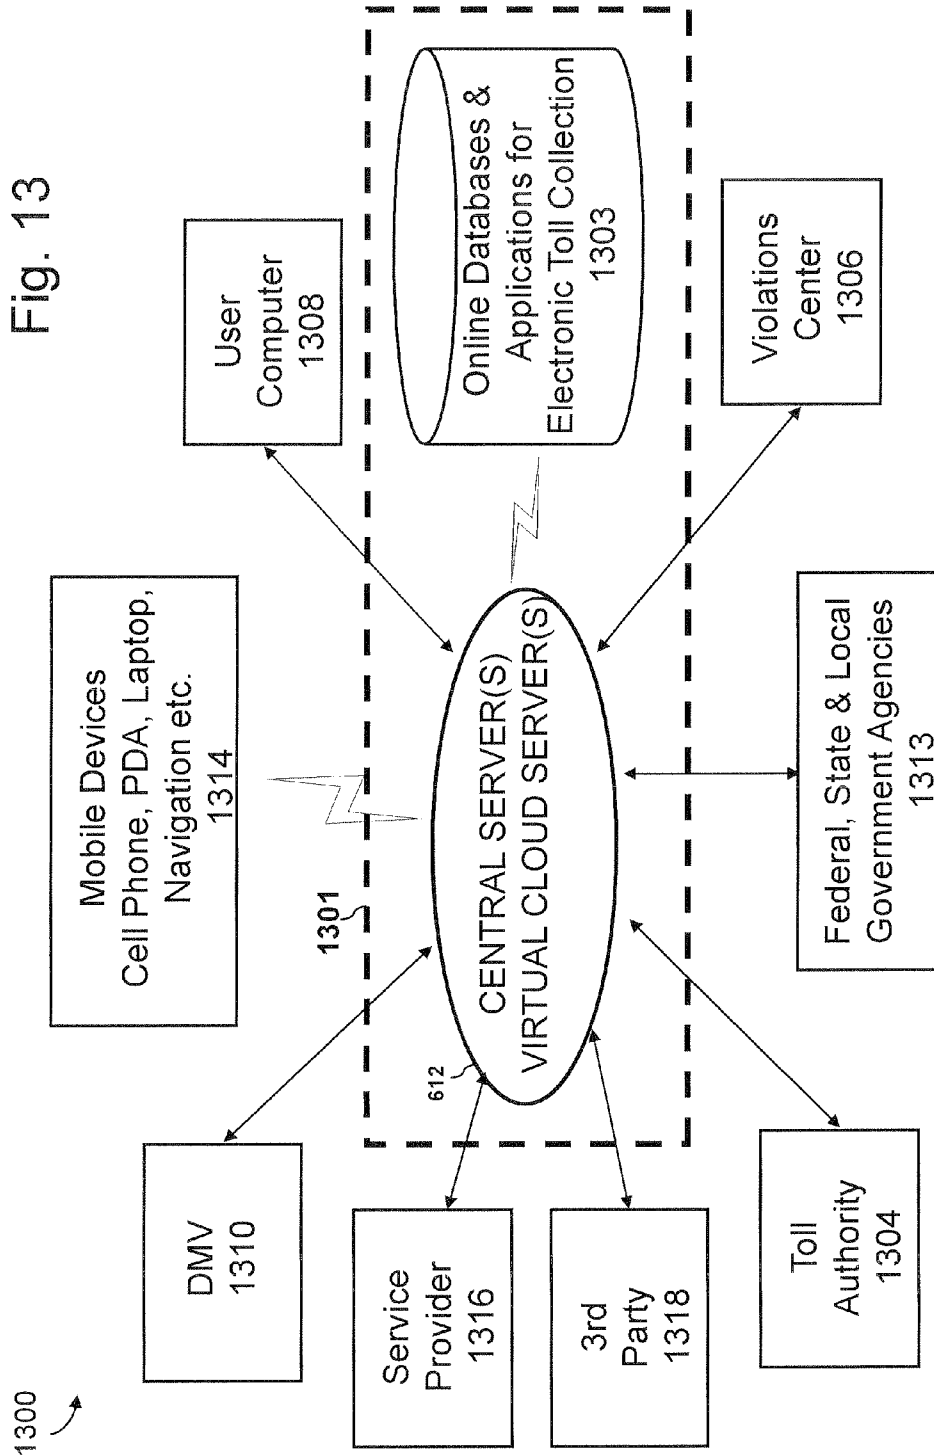 Fig. 13
1300
DMV
1310
Mobile Devices
Cell Phone, PDA, Laptop,
Navigation etc.
1314
User
Computer
1308
1301
Service
Provider
1316
612
CENTRAL SERVER(S)
VIRTUAL CLOUD SERVER(S)
Online Databases &
Applications for
Electronic Toll Collection
1303
3rd
Party
1318
Toll
Authority
1304
Federal, State & Local
Government Agencies
1313
Violations
Center
1306